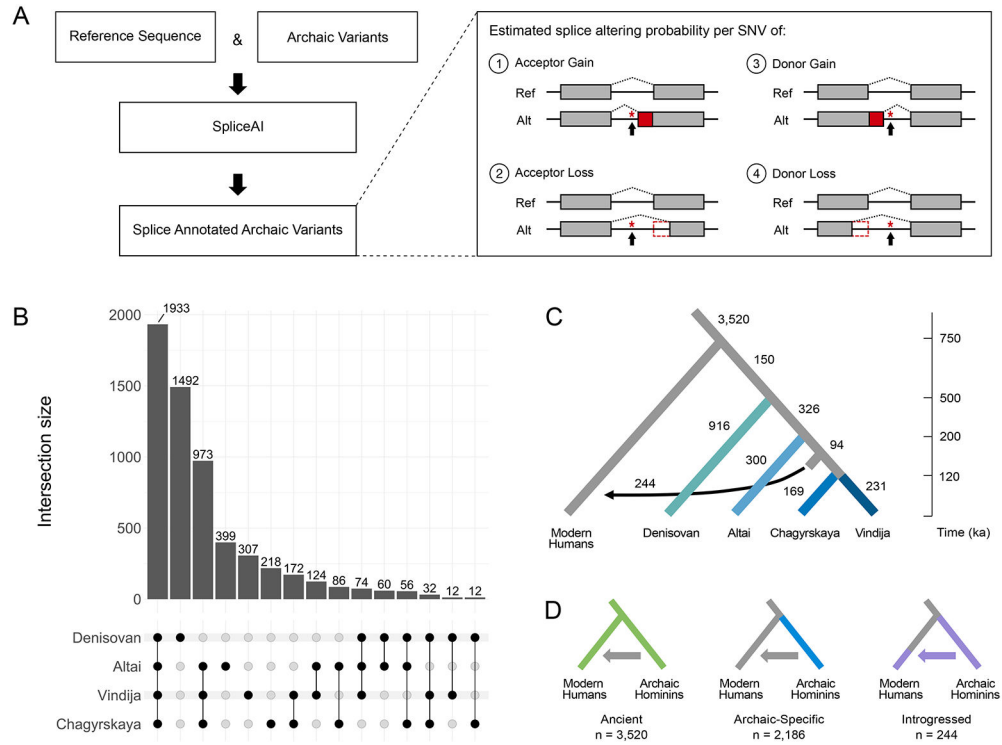 A
Reference Sequence
&
Archaic Variants
SpliceAI
Splice Annotated Archaic Variants
Estimated splice altering probability per SNV of:
1 Acceptor Gain
Ref
Alt
*
3 Donor Gain
Ref
Alt
*
2 Acceptor Loss
Ref
Alt
*
4 Donor Loss
Ref
Alt
*
B
Intersection size
2000
1500
1000
500
0
1933
1492
973
399
307
218
172
124
86
74
60
56
32
12
12
Denisovan
Altai
Vindija
Chagyrskaya
C
3,520
150
326
94
916
300
244
169
231
Modern
Humans
Denisovan
Altai
Chagyrskaya
Vindija
750
500
200
120
Time (ka)
D
Modern
Humans
Archaic
Hominins
Ancient
n = 3,520
Modern
Humans
Archaic
Hominins
Archaic-Specific
n = 2,186
Modern
Humans
Archaic
Hominins
Introgressed
n = 244